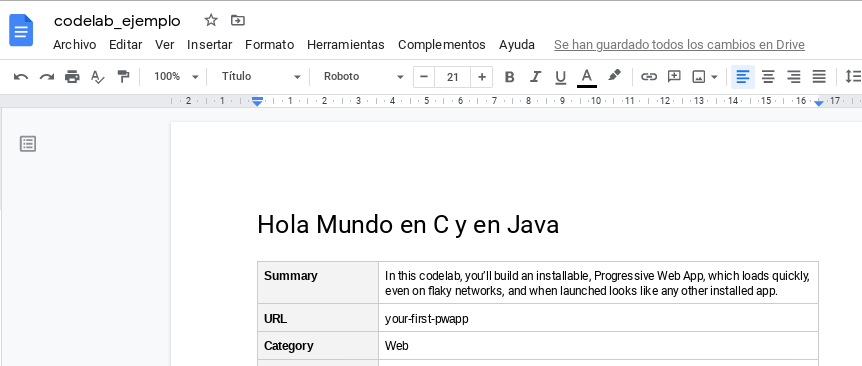 codelab_ejemplo
Archivo Editar Ver Insertar Formato Herramientas Complementos Ayuda Se han guardado todos los cambios en Drive
100% Título Roboto − 21 + B I U A
2 1 1 2 3 4 5 6 7 8 9 10 11 12 13 14 15 16 17
Hola Mundo en C y en Java
Summary In this codelab, you'll build an installable, Progressive Web App, which loads quickly,
even on flaky networks, and when launched looks like any other installed app.
URL your-first-pwapp
Category Web